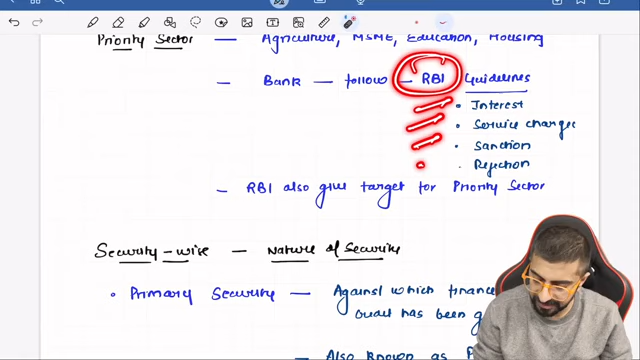 Priority Sector — Agriculture, MSME, Education, Housing
- Bank — follow — RBI Guidelines
• Interest
• Service charges
• Sanction
• Rejection
- RBI also give target for Priority Sector
Security-wise — Nature of Security
• Primary Security — Against which finance
has been
- Also known as